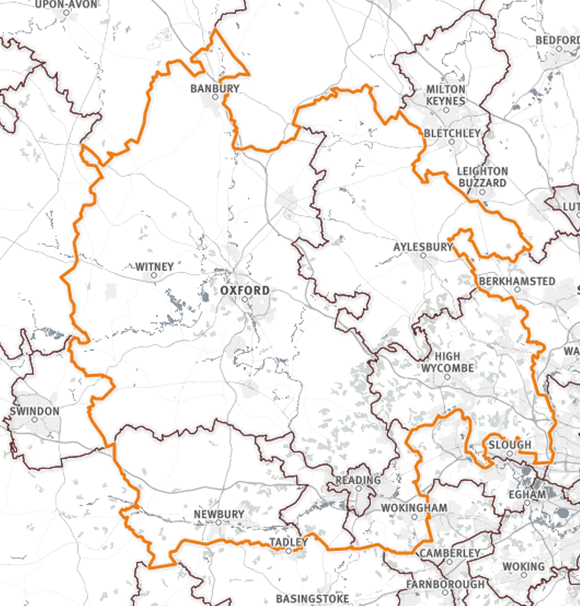 UPON-AVON
BEDFORD
BANBURY
MILTON
KEYNES
BLETCHLEY
LEIGHTON
BUZZARD
LUT
AYLESBURY
WITNEY
BERKHAMSTED
OXFORD
S
WA
HIGH
WYCOMBE
SWINDON
SLOUGH
READING
EGHAM
WOKINGHAM
NEWBURY
TADLEY
CAMBERLEY
WOKING
FARNBOROUGH
BASINGSTOKE